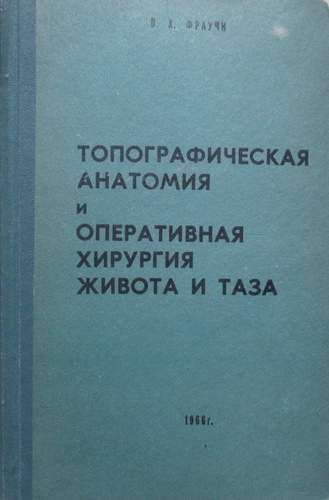 В. Х. ФРАУЧИ
ТОПОГРАФИЧЕСКАЯ
АНАТОМИЯ
и
ОПЕРАТИВНАЯ
ХИРУРГИЯ
ЖИВОТА И ТАЗА
1966г.